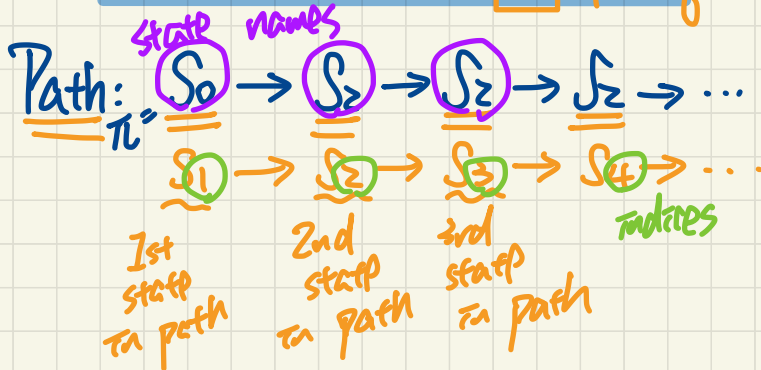 state names
Path: π" S0 → S2 → S2 → S2 → ...
S1 → S2 → S3 → S4 → ...
indices
1st state in path
2nd state in path
3rd state in path